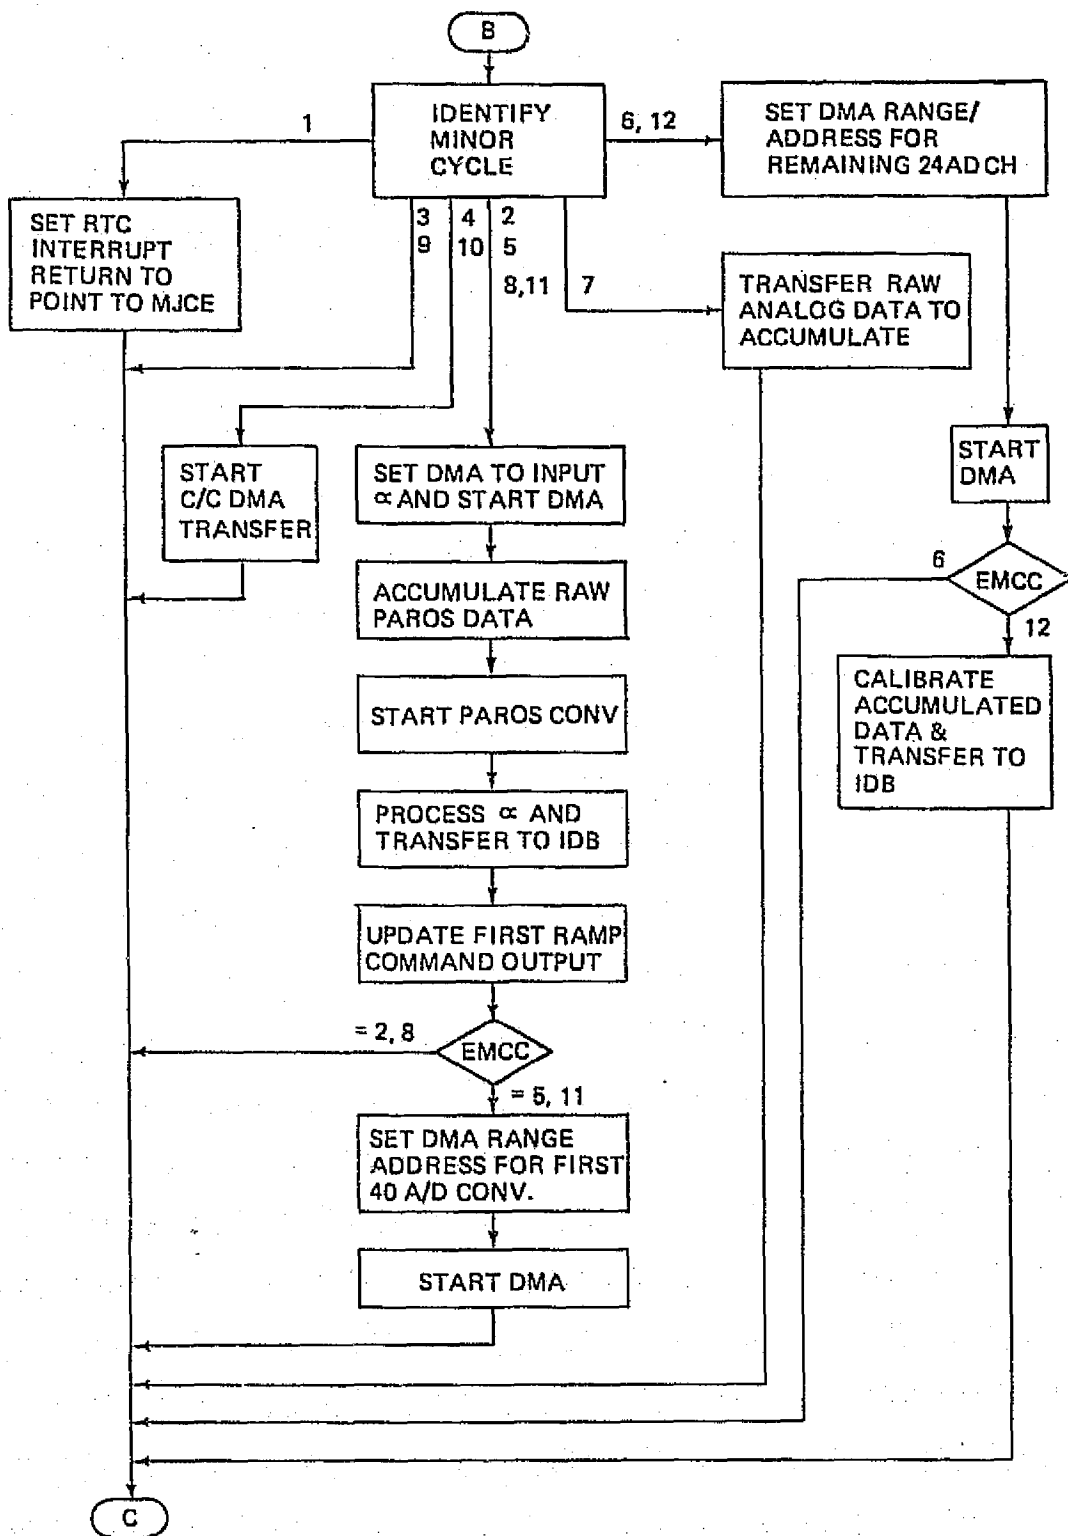 B
IDENTIFY
MINOR
CYCLE
1
6, 12
SET DMA RANGE/
ADDRESS FOR
REMAINING 24AD CH
SET RTC
INTERRUPT
RETURN TO
POINT TO MJCE
3
9
4
10
2
5
8,11
7
TRANSFER RAW
ANALOG DATA TO
ACCUMULATE
START
C/C DMA
TRANSFER
SET DMA TO INPUT
∝ AND START DMA
START
DMA
ACCUMULATE RAW
PAROS DATA
6
EMCC
12
START PAROS CONV
CALIBRATE
ACCUMULATED
DATA &
TRANSFER TO
IDB
PROCESS ∝ AND
TRANSFER TO IDB
UPDATE FIRST RAMP
COMMAND OUTPUT
= 2, 8
EMCC
= 5, 11
SET DMA RANGE
ADDRESS FOR FIRST
40 A/D CONV.
START DMA
C